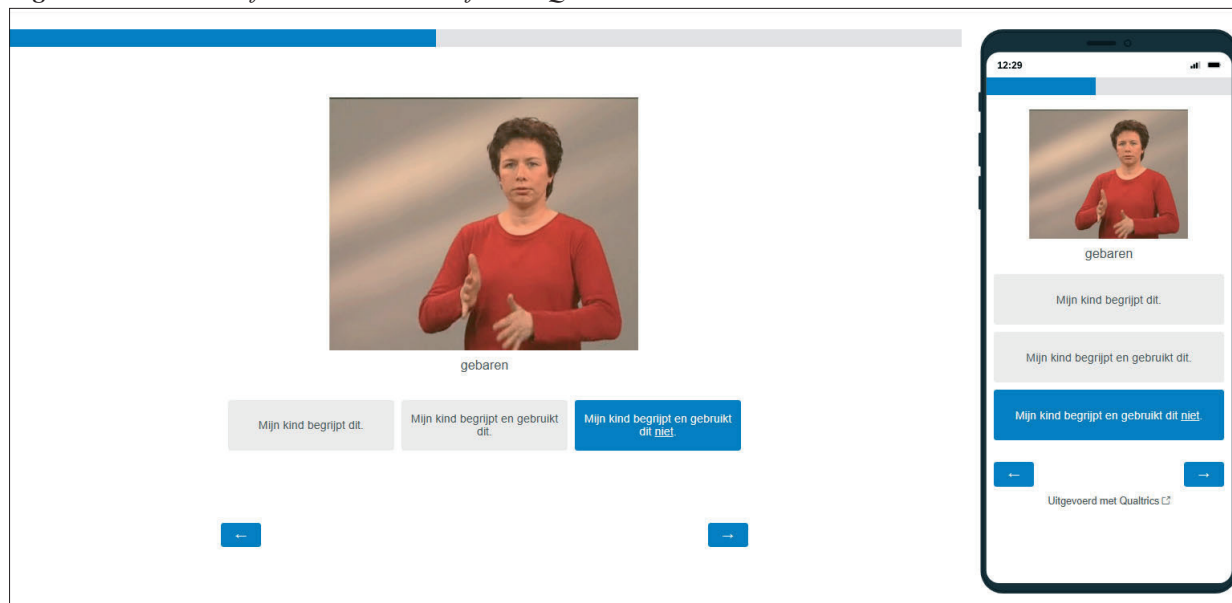 gebaren
Mijn kind begrijpt dit.
Mijn kind begrijpt en gebruikt
dit.
Mijn kind begrijpt en gebruikt
dit niet.
←
→
12:29
gebaren
Mijn kind begrijpt dit.
Mijn kind begrijpt en gebruikt dit.
Mijn kind begrijpt en gebruikt dit niet.
←
→
Uitgevoerd met Qualtrics